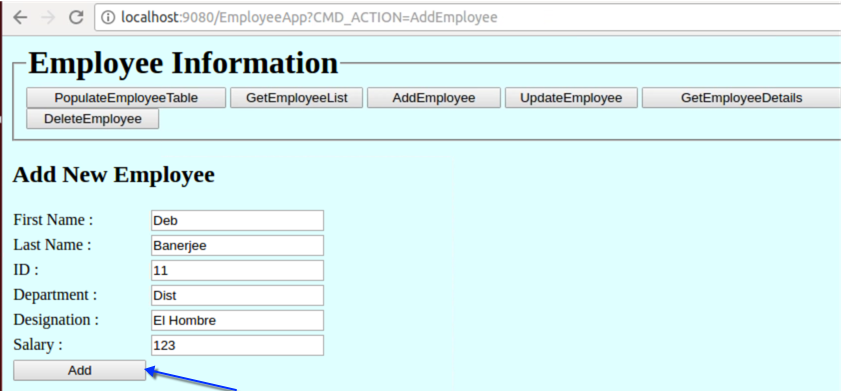 localhost:9080/EmployeeApp?CMD_ACTION=AddEmployee
Employee Information
PopulateEmployeeTable GetEmployeeList AddEmployee UpdateEmployee GetEmployeeDetails
DeleteEmployee
Add New Employee
First Name : Deb
Last Name : Banerjee
ID : 11
Department : Dist
Designation : El Hombre
Salary : 123
Add